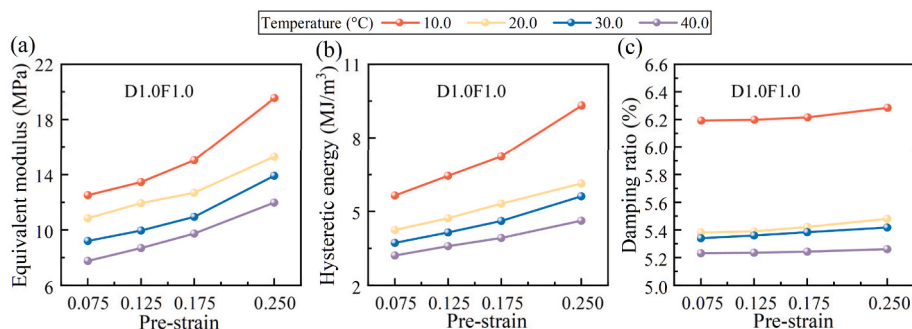 Temperature (°C) 10.0 20.0 30.0 40.0
(a)
Equivalent modulus (MPa)
22
18
14
10
6
D1.0F1.0
0.075 0.125 0.175 0.250
Pre-strain
(b)
Hysteretic energy (MJ/m³)
11
8
5
2
D1.0F1.0
0.075 0.125 0.175 0.250
Pre-strain
(c)
Damping ratio (%)
6.6
6.4
6.2
6.0
5.8
5.6
5.4
5.2
5.0
D1.0F1.0
0.075 0.125 0.175 0.250
Pre-strain